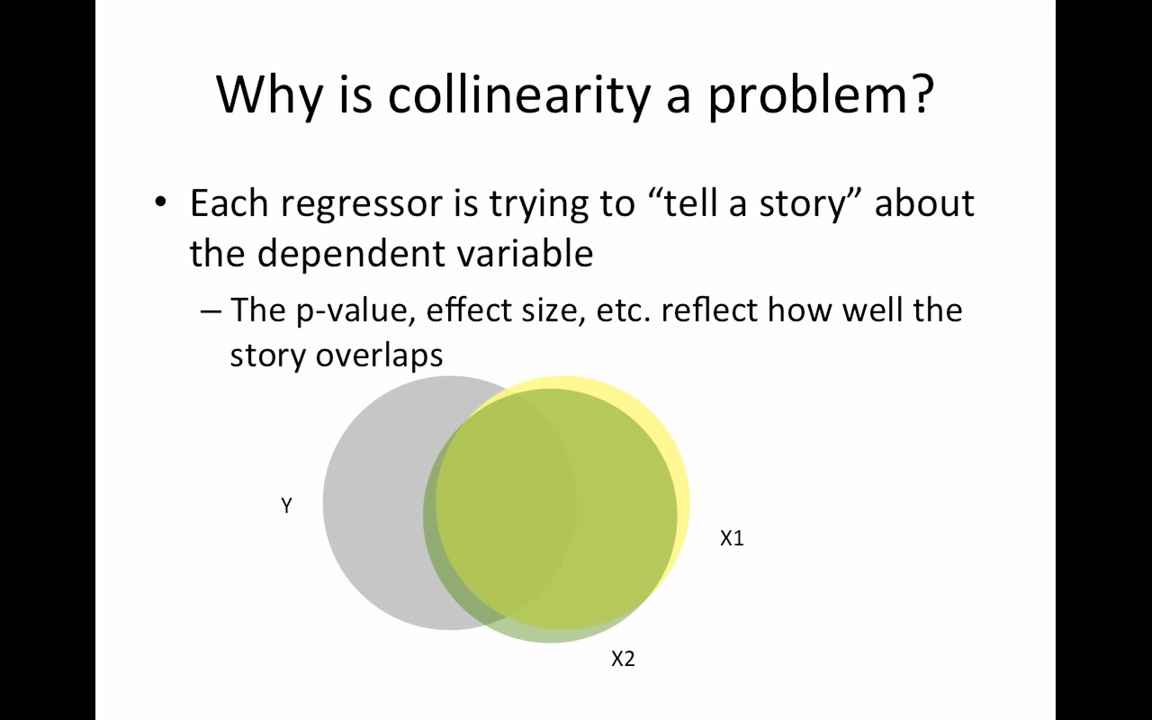 Why is collinearity a problem?
• Each regressor is trying to “tell a story” about
the dependent variable
– The p-value, effect size, etc. reflect how well the
story overlaps
Y
X1
X2